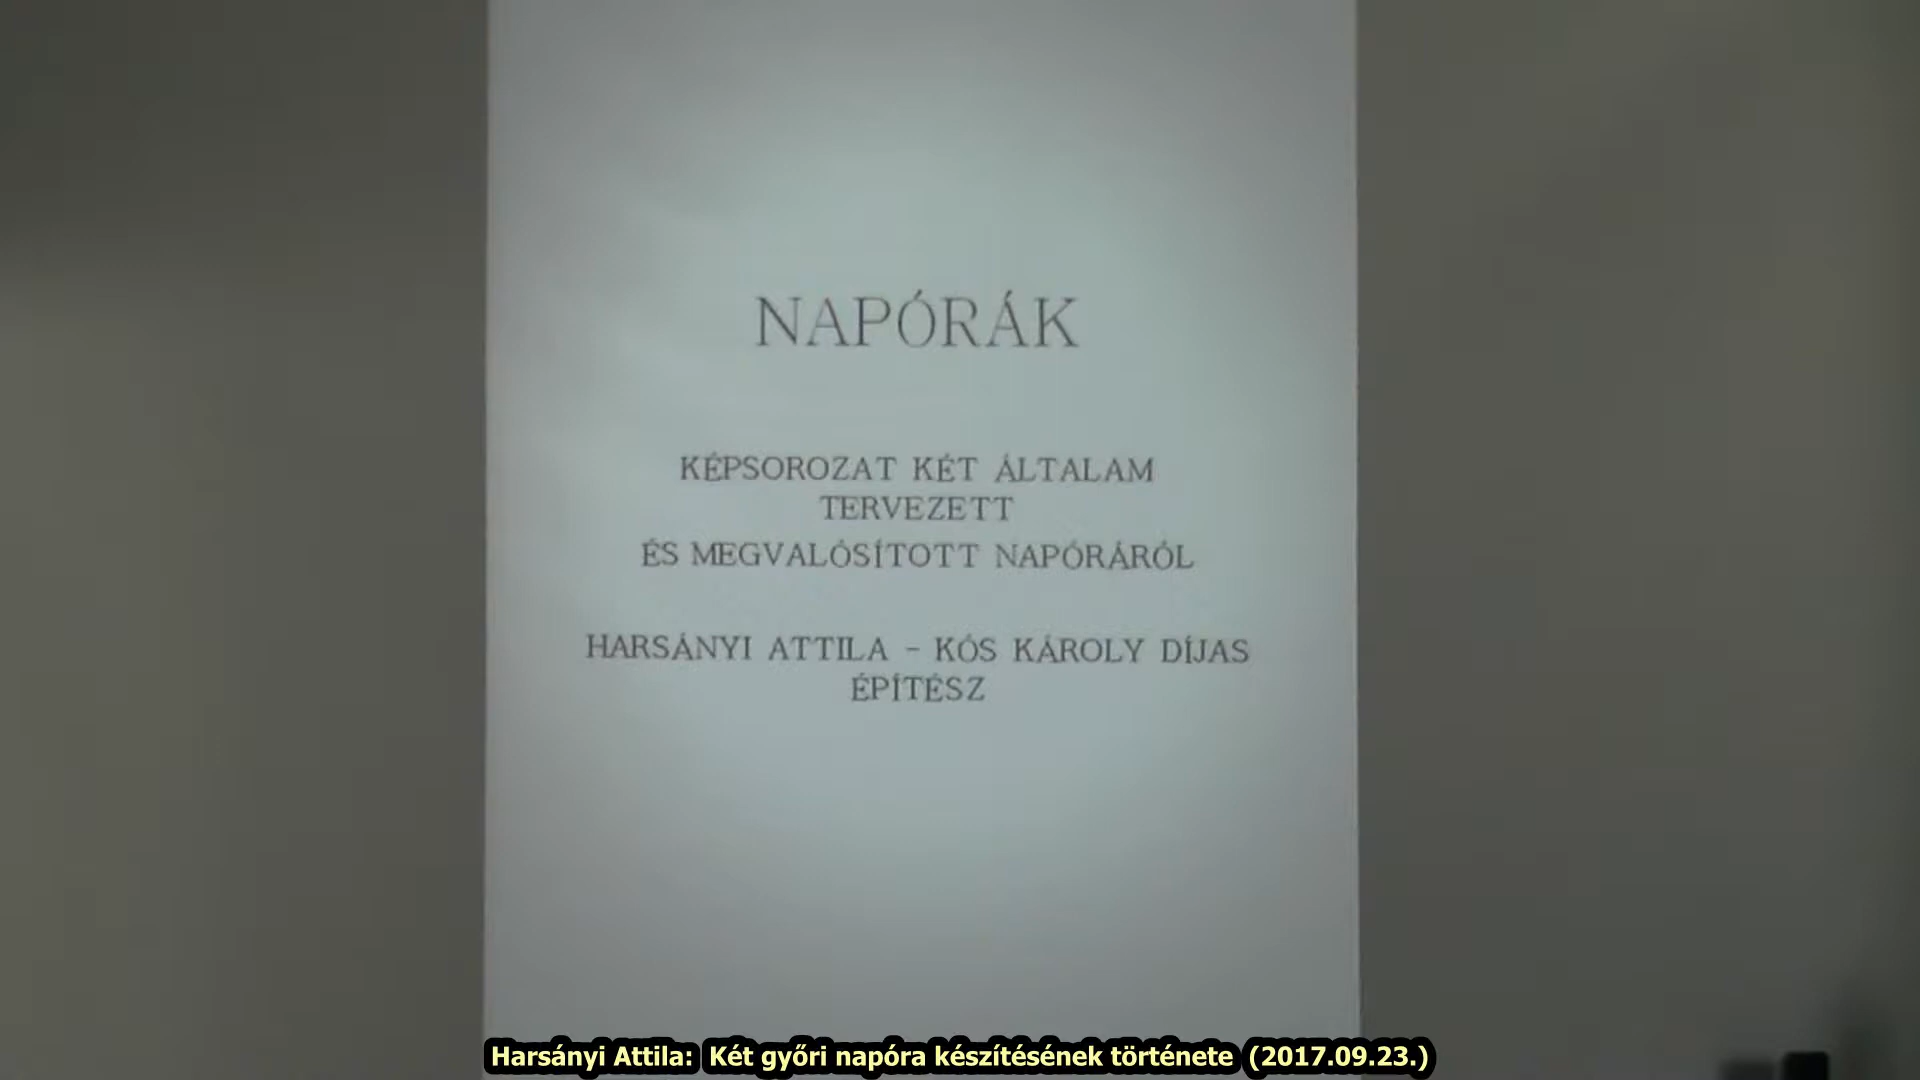 NAPÓRÁK
KÉPSOROZAT KÉT ÁLTALAM
TERVEZETT
ÉS MEGVALÓSÍTOTT NAPÓRÁRÓL
HARSÁNYI ATTILA - KÓS KÁROLY DÍJAS
ÉPÍTÉSZ
Harsányi Attila: Két győri napóra készítésének története (2017.09.23.)